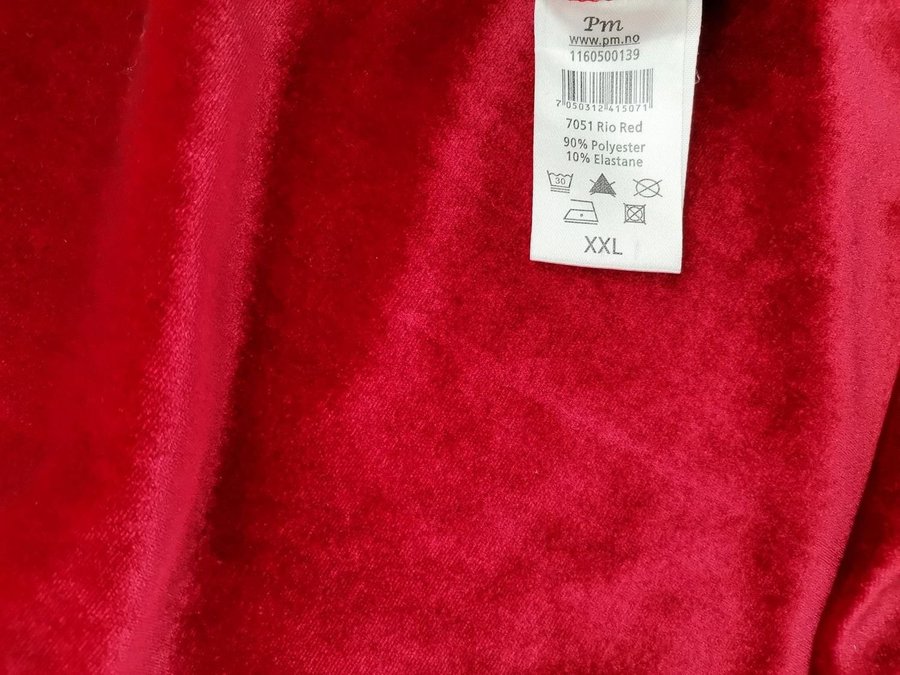 Pm
www.pm.no
1160500139
7 050312 415071
7051 Rio Red
90% Polyester
10% Elastane
30
XXL